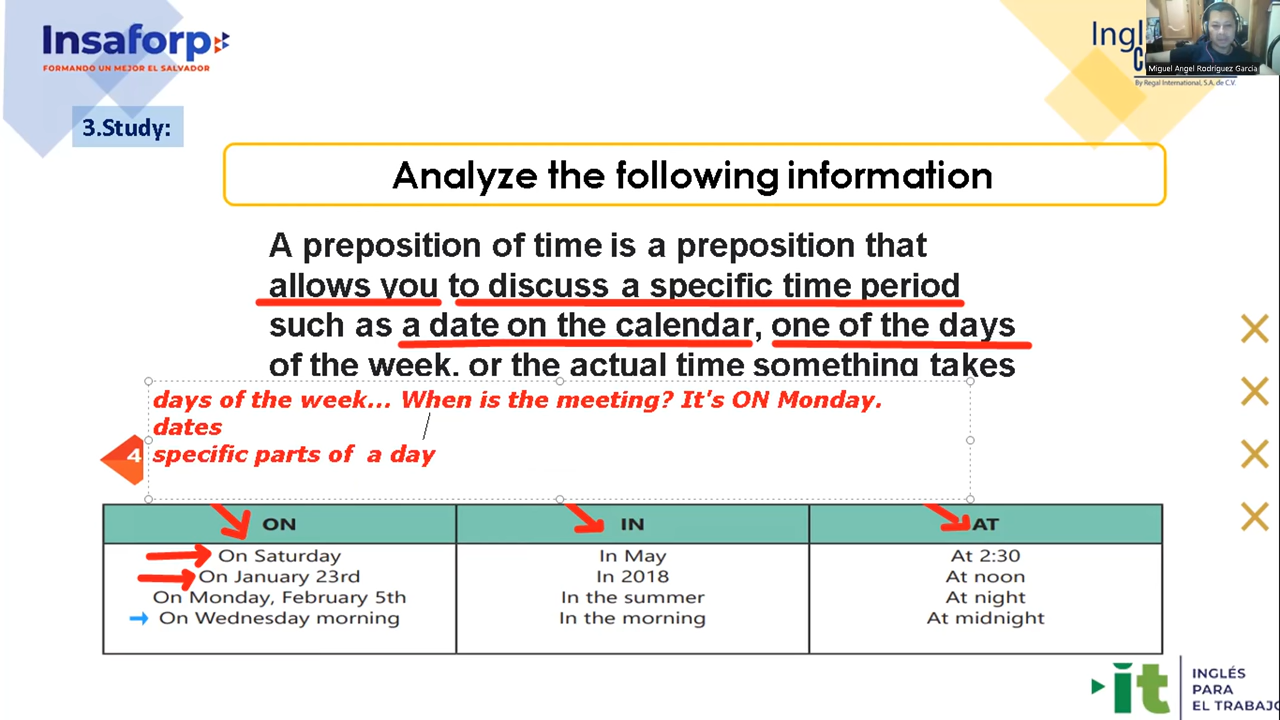 Insaforp
FORMANDO UN MEJOR EL SALVADOR
Ingl
C
By Regal International, S.A. de C.V.
Miguel Angel Rodríguez García
3.Study:
Analyze the following information
A preposition of time is a preposition that
allows you to discuss a specific time period
such as a date on the calendar, one of the days
of the week, or the actual time something takes
days of the week... When is the meeting? It's ON Monday.
dates
4 specific parts of a day
ON IN AT
On Saturday In May At 2:30
On January 23rd In 2018 At noon
On Monday, February 5th In the summer At night
On Wednesday morning In the morning At midnight
it
INGLÉS
PARA
EL TRABAJO